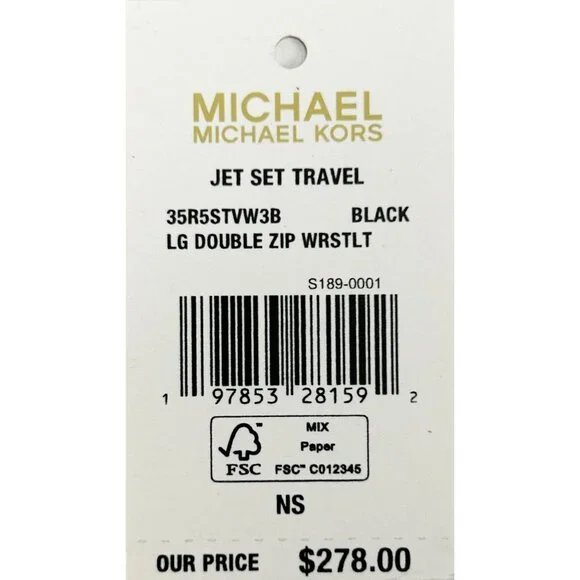 MICHAEL
MICHAEL KORS
JET SET TRAVEL
35R5STVW3B BLACK
LG DOUBLE ZIP WRSTLT
S189-0001
1 97853 28159 2
FSC™
MIX
Paper
FSC™ C012345
NS
OUR PRICE $278.00